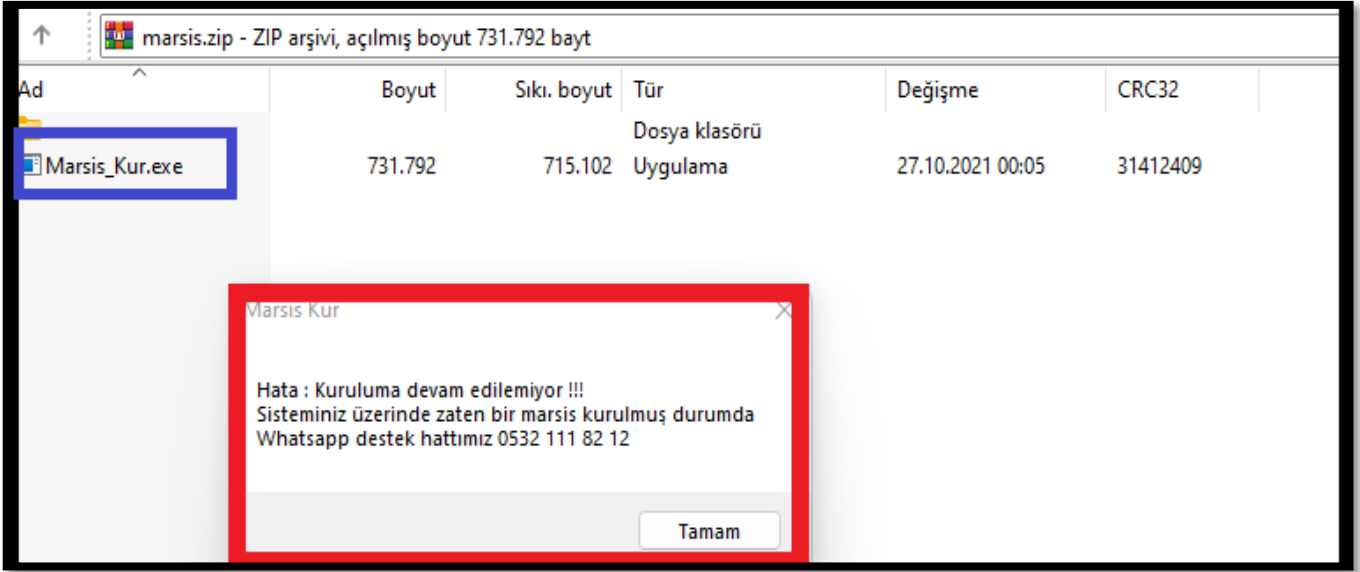 marsis.zip - ZIP arşivi, açılmış boyut 731.792 bayt
Ad Boyut Sıkı. boyut Tür Değişme CRC32
Dosya klasörü
Marsis_Kur.exe 731.792 715.102 Uygulama 27.10.2021 00:05 31412409
Marsis Kur
Hata : Kuruluma devam edilemiyor !!!
Sisteminiz üzerinde zaten bir marsis kurulmuş durumda
Whatsapp destek hattımız 0532 111 82 12
Tamam